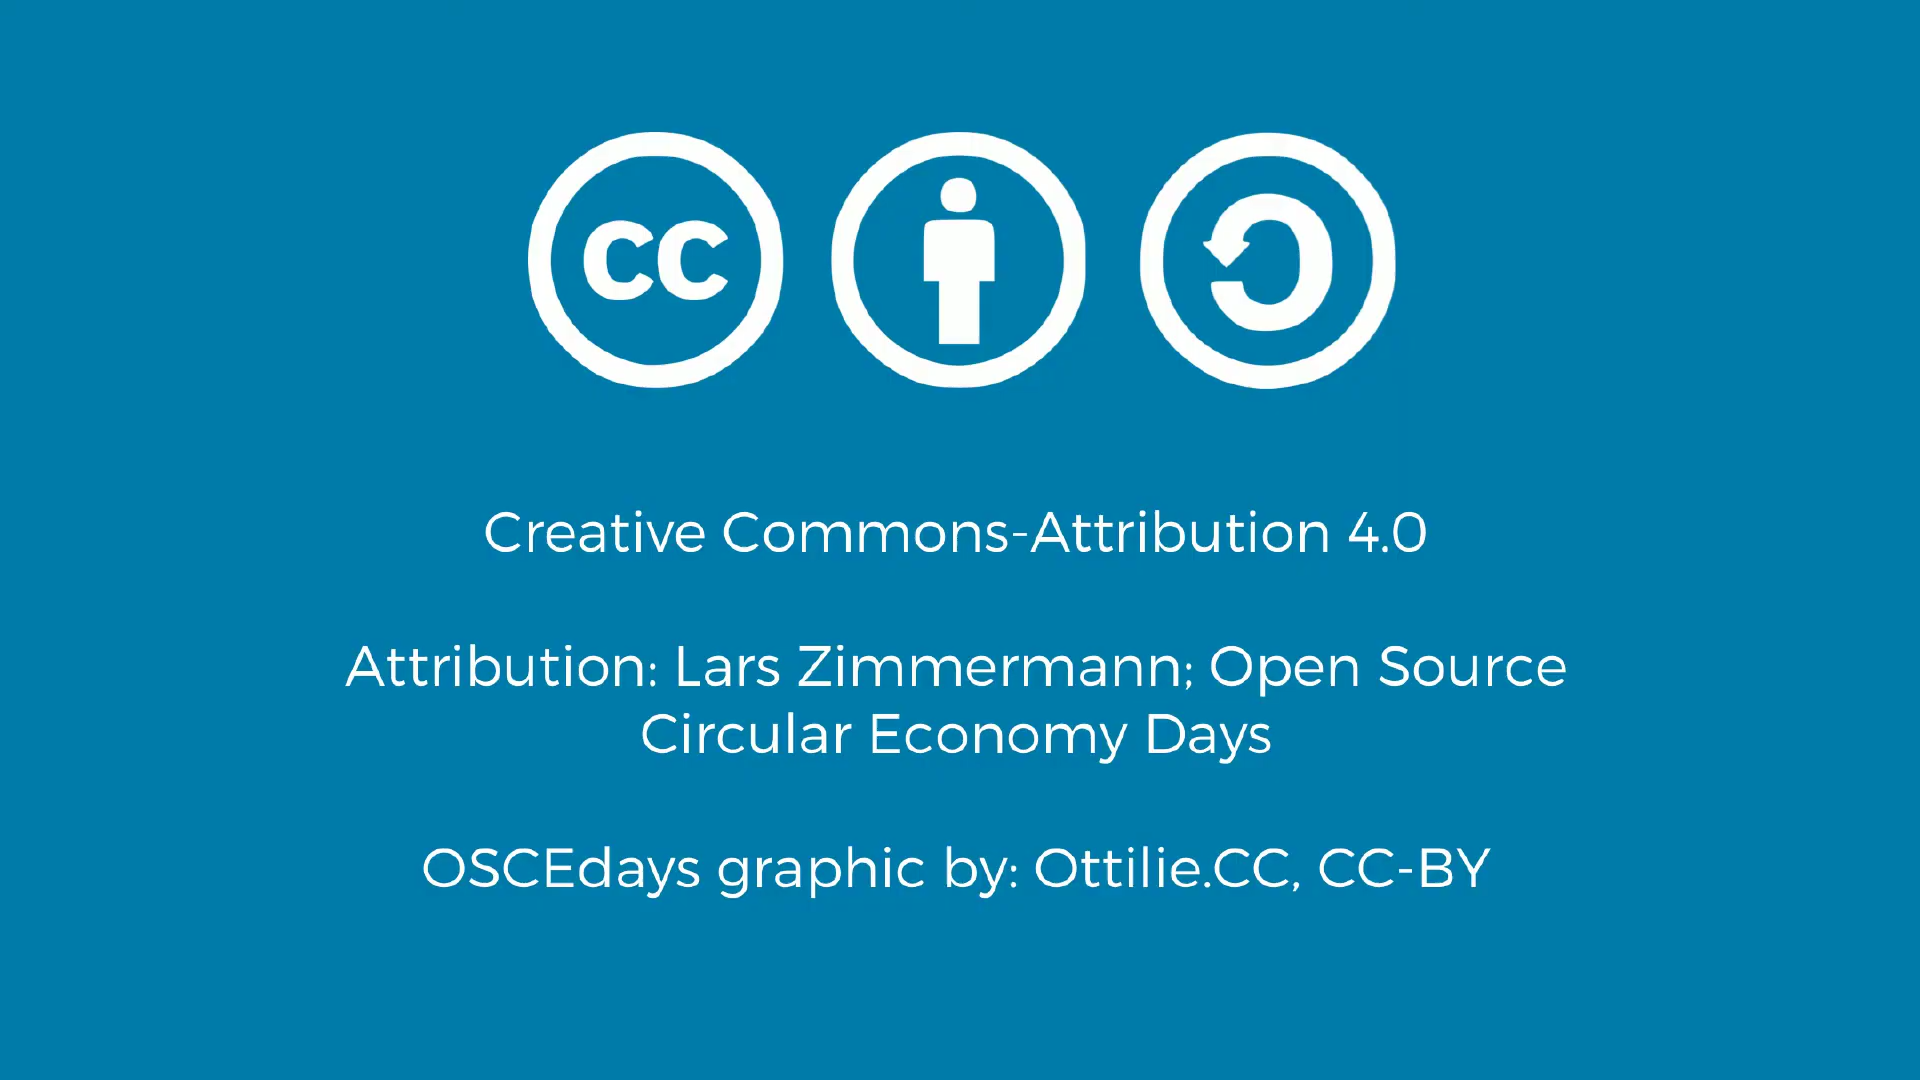 cc
Creative Commons-Attribution 4.0
Attribution: Lars Zimmermann; Open Source
Circular Economy Days
OSCEdays graphic by: Ottilie.CC, CC-BY